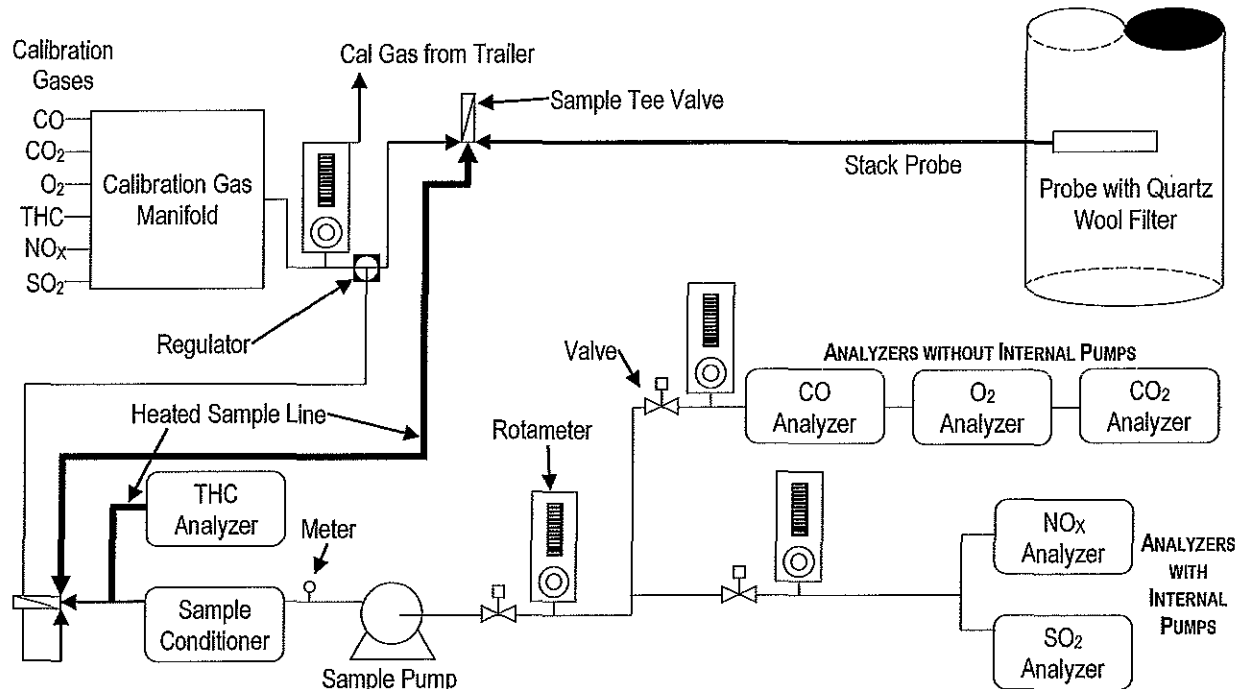 Calibration
Gases
CO
CO₂
O₂
THC
NOX
SO₂
Calibration Gas
Manifold
Cal Gas from Trailer
Sample Tee Valve
Stack Probe
Probe with Quartz
Wool Filter
Regulator
Heated Sample Line
Valve
ANALYZERS WITHOUT INTERNAL PUMPS
CO
Analyzer
O₂
Analyzer
CO₂
Analyzer
Rotameter
THC
Analyzer
Meter
Sample
Conditioner
Sample Pump
NOX
Analyzer
SO₂
Analyzer
ANALYZERS
WITH
INTERNAL
PUMPS